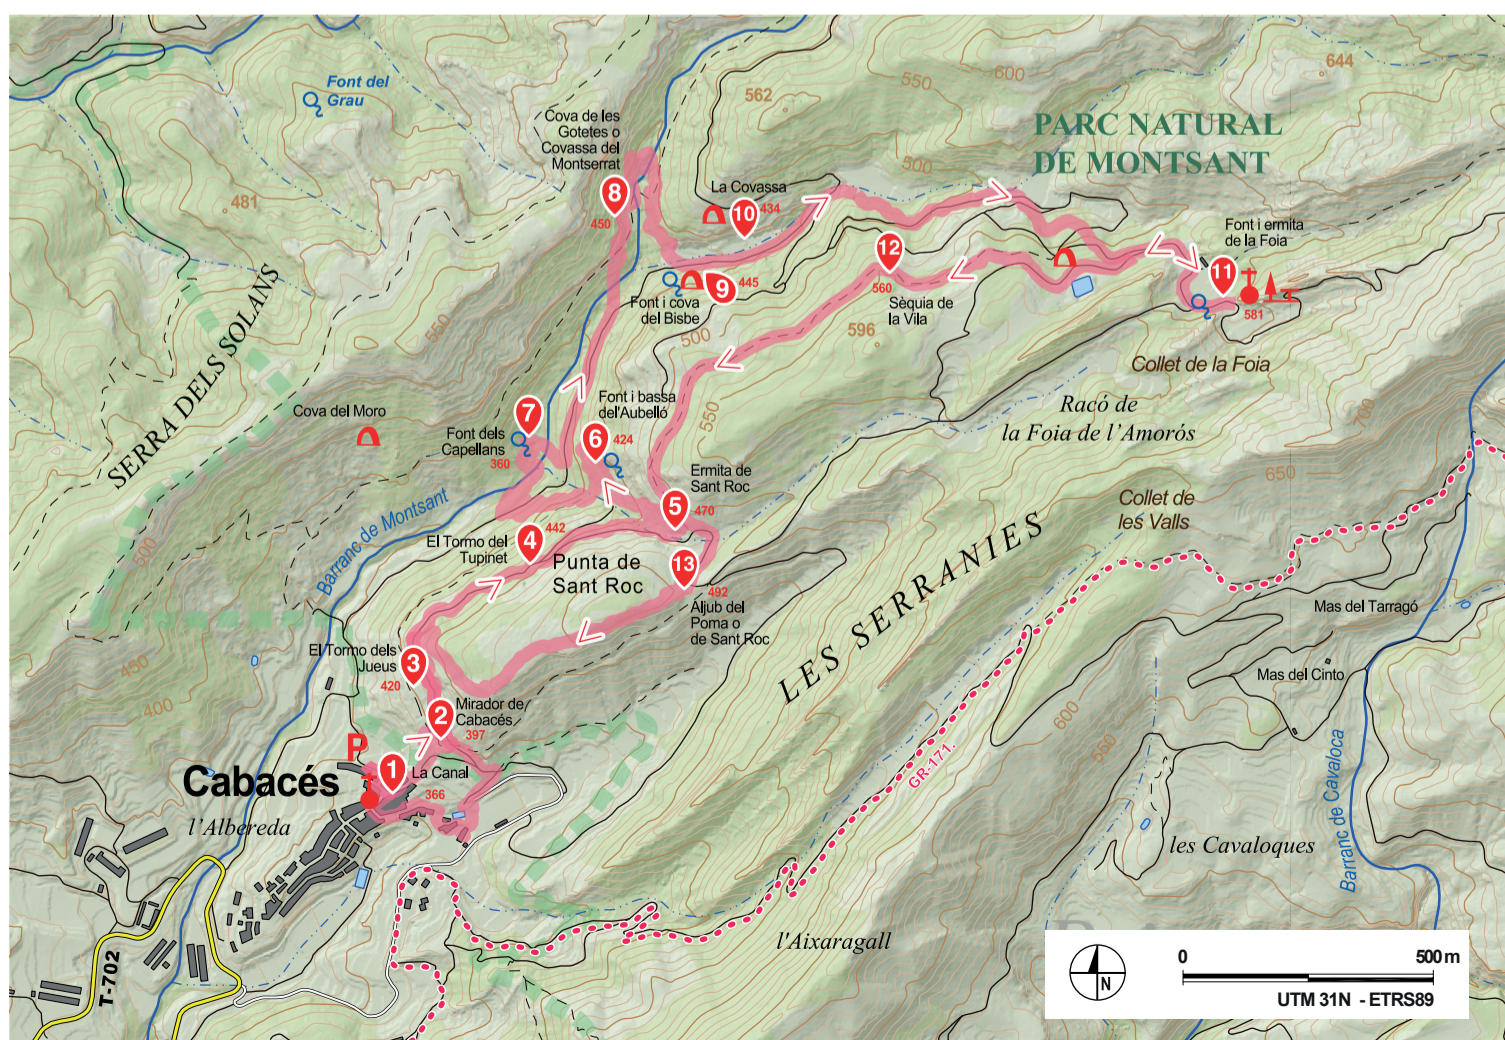 Font del
Grau
562
550
600
644
PARC NATURAL
DE MONTSANT
Cova de les
Gotetes o
Covassa del
Montserrat
500
8
450
481
La Covassa
10
434
Font i ermita
de la Foia
11
581
12
560
Sèquia de
la Vila
9
445
Font i cova
del Bisbe
500
596
550
SERRA DELS SOLANS
550
Collet de la Foia
Racó de
la Foia de l'Amorós
700
650
Cova del Moro
7
Font dels
Capellans
360
Font i bassa
del'Aubelló
6
424
Ermita de
Sant Roc
5
470
Collet de
les Valls
Barranc de Montsant
500
442
4
El Tormo del
Tupinet
Punta de
Sant Roc
13
492
Aljub del
Poma o
de Sant Roc
LES SERRANIES
Mas del Tarragó
Mas del Cinto
El Tormo dels
Jueus
3
420
450
400
2
Mirador de
Cabacés
397
600
550
P
Cabacés
1
La Canal
366
l'Albereda
GR-171.
les Cavaloques
Barranc de Cavaloca
l'Aixaragall
T-702
N
0
500 m
UTM 31N - ETRS89